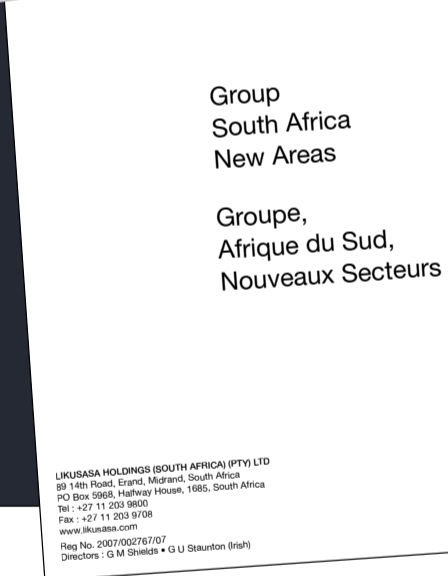 Group
South Africa
New Areas
Groupe,
Afrique du Sud,
Nouveaux Secteurs
LIKUSASA HOLDINGS (SOUTH AFRICA) (PTY) LTD
89 14th Road, Erand, Midrand, South Africa
PO Box 5968, Halfway House, 1685, South Africa
Tel : +27 11 203 9800
Fax : +27 11 203 9708
www.likusasa.com
Reg No. 2007/002767/07
Directors : G M Shields • G U Staunton (Irish)